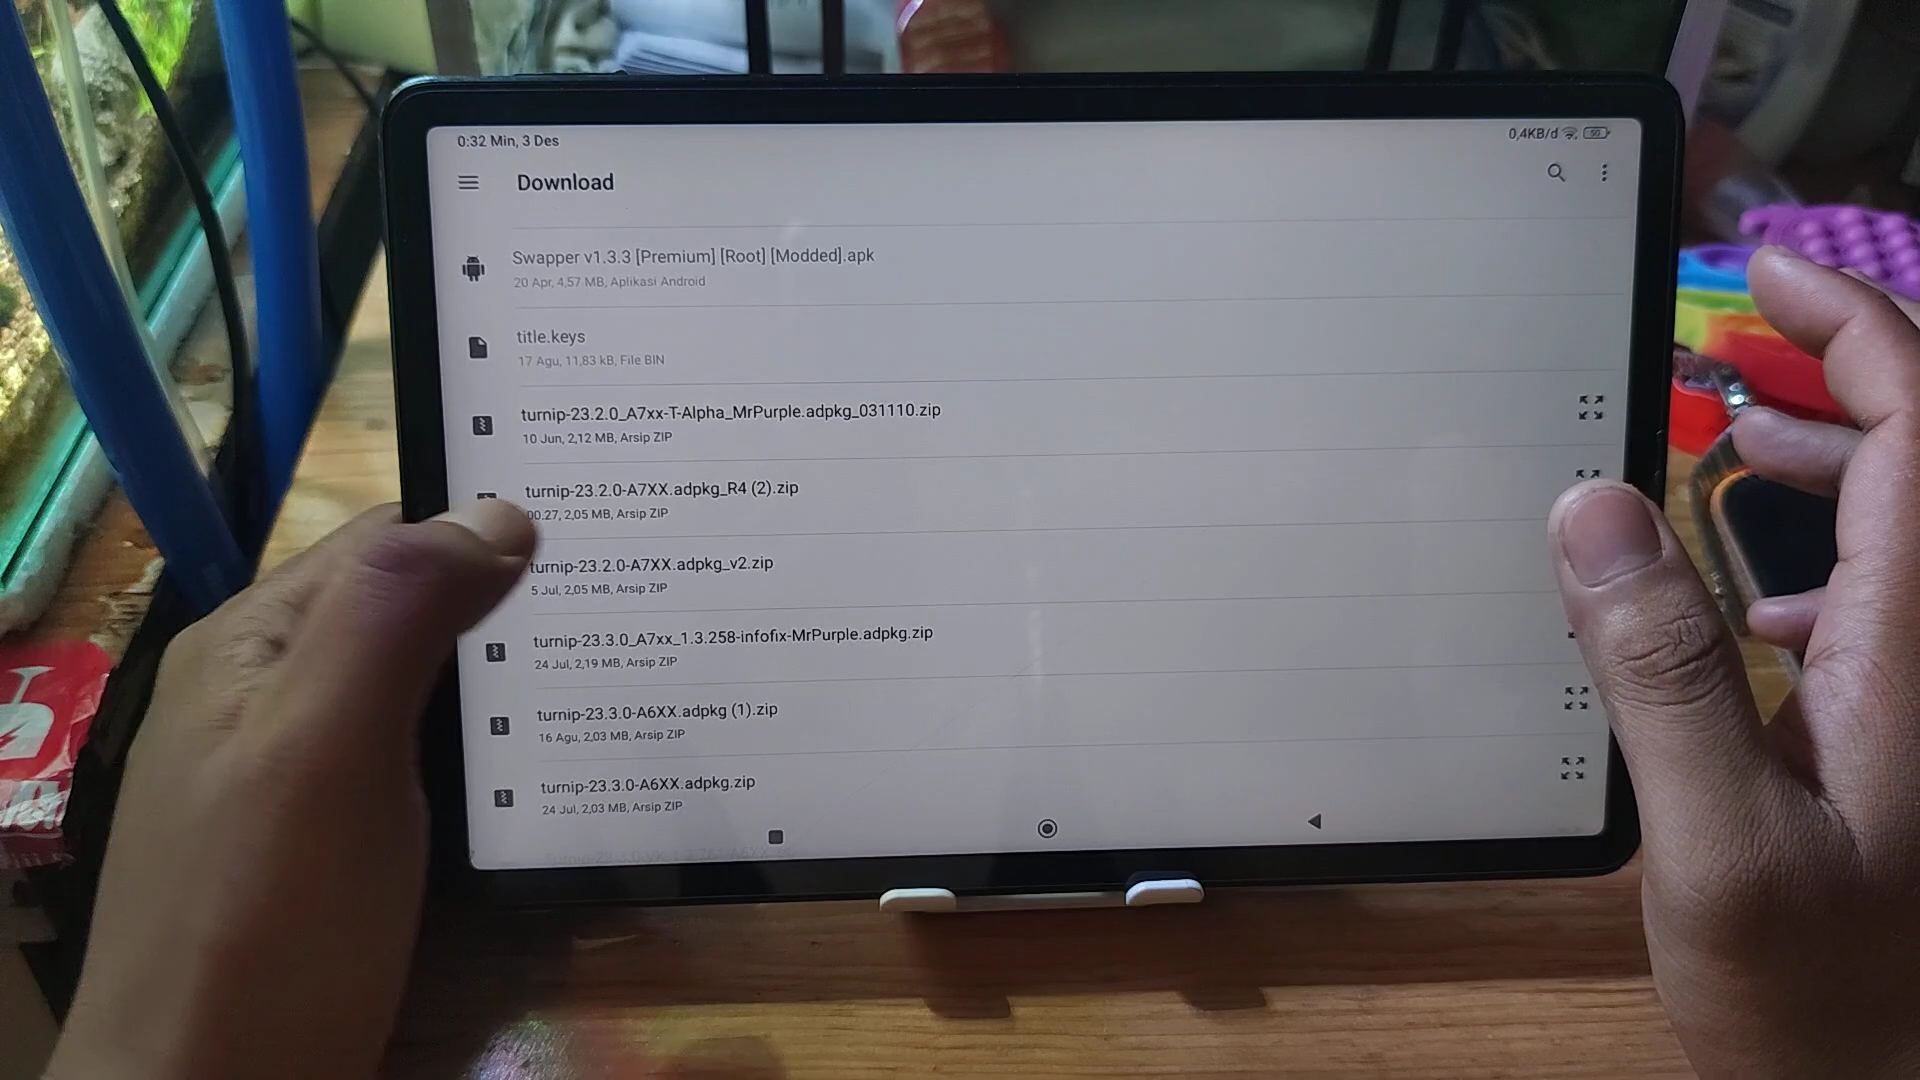 0:32 Min, 3 Des
0,4KB/d
Download
Swapper v1.3.3 [Premium] [Root] [Modded].apk
20 Apr, 4,57 MB, Aplikasi Android
title.keys
17 Agu, 11,83 kB, File BIN
turnip-23.2.0_A7xx-T-Alpha_MrPurple.adpkg_031110.zip
10 Jun, 2,12 MB, Arsip ZIP
turnip-23.2.0-A7XX.adpkg_R4 (2).zip
00.27, 2,05 MB, Arsip ZIP
turnip-23.2.0-A7XX.adpkg_v2.zip
5 Jul, 2,05 MB, Arsip ZIP
turnip-23.3.0_A7xx_1.3.258-infofix-MrPurple.adpkg.zip
24 Jul, 2,19 MB, Arsip ZIP
turnip-23.3.0-A6XX.adpkg (1).zip
16 Agu, 2,03 MB, Arsip ZIP
turnip-23.3.0-A6XX.adpkg.zip
24 Jul, 2,03 MB, Arsip ZIP